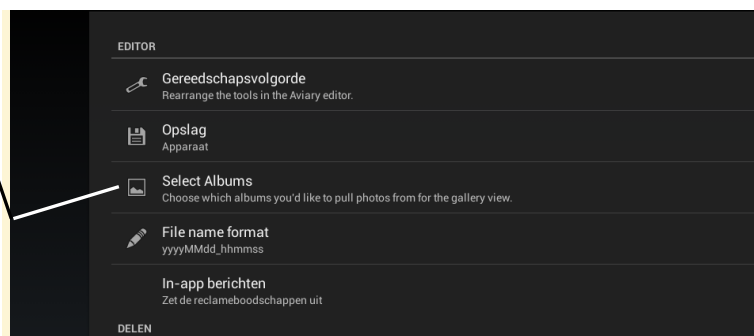 EDITOR
Gereedschapsvolgorde
Rearrange the tools in the Aviary editor.
Opslag
Apparaat
Select Albums
Choose which albums you'd like to pull photos from for the gallery view.
File name format
yyyyMMdd_hhmmss
In-app berichten
Zet de reclameboodschappen uit
DELEN